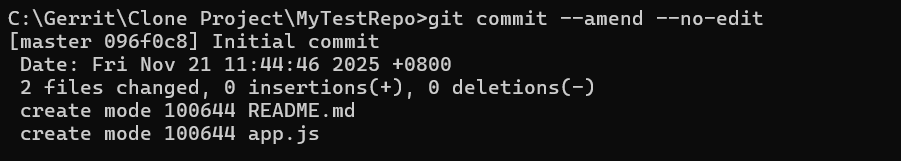 C:\Gerrit\Clone Project\MyTestRepo>git commit --amend --no-edit
[master 096f0c8] Initial commit
 Date: Fri Nov 21 11:44:46 2025 +0800
 2 files changed, 0 insertions(+), 0 deletions(-)
 create mode 100644 README.md
 create mode 100644 app.js